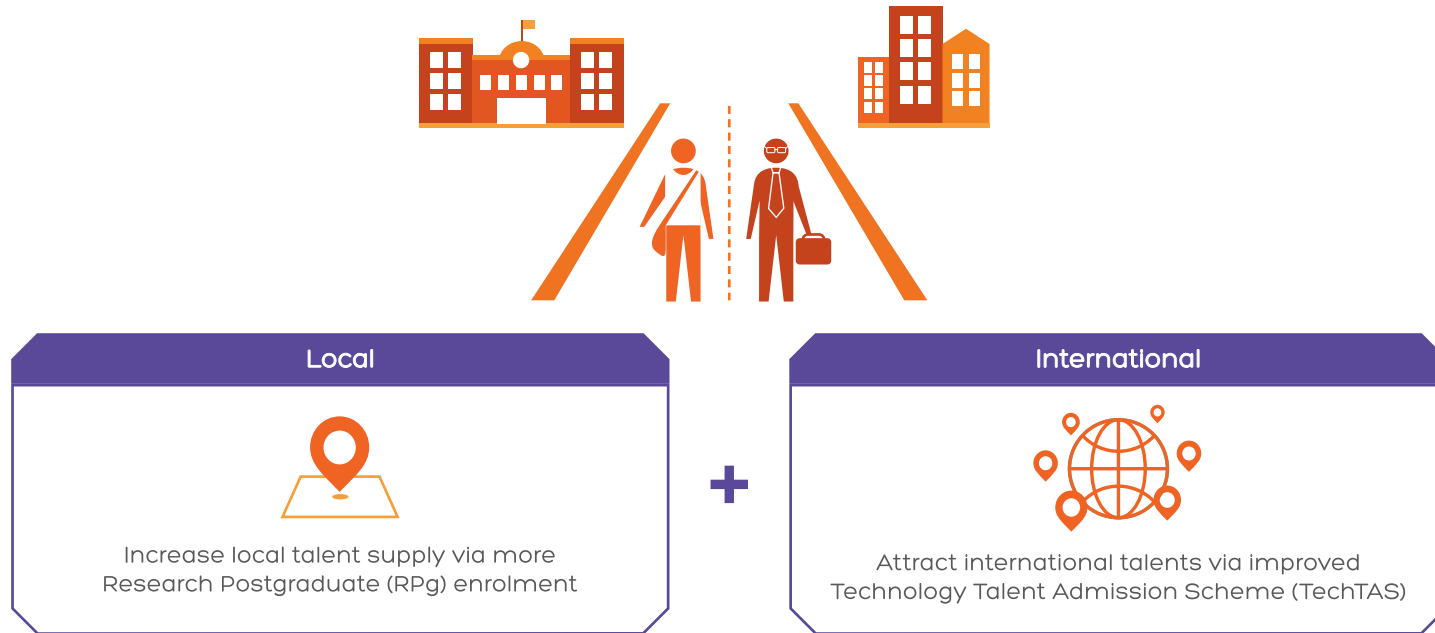 Local
Increase local talent supply via more
Research Postgraduate (RPg) enrolment
International
Attract international talents via improved
Technology Talent Admission Scheme (TechTAS)